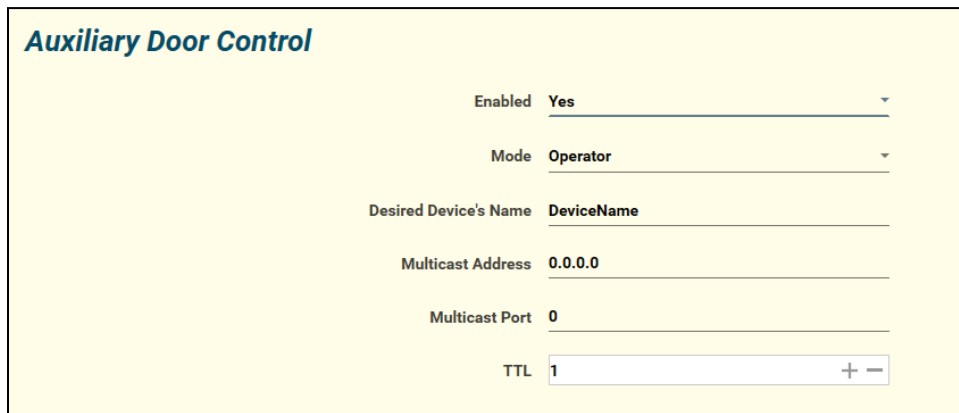 Auxiliary Door Control
Enabled Yes
Mode Operator
Desired Device's Name DeviceName
Multicast Address 0.0.0.0
Multicast Port 0
TTL 1